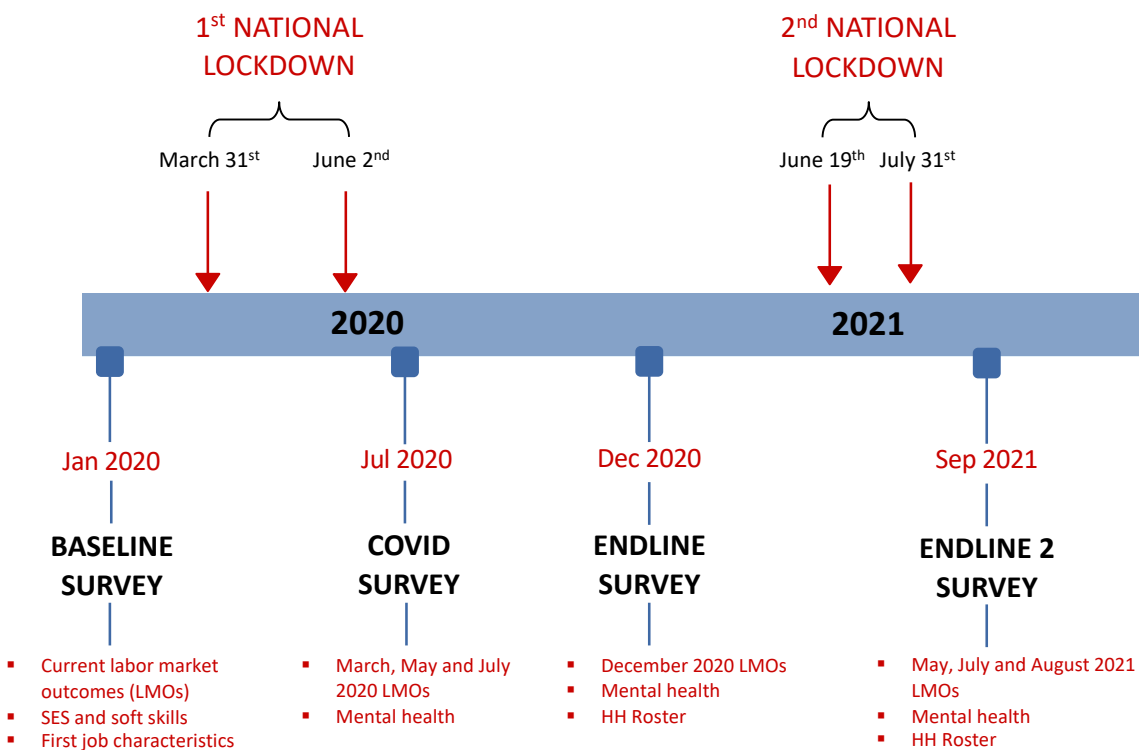 1st NATIONAL
LOCKDOWN
2nd NATIONAL
LOCKDOWN
March 31st
June 2nd
June 19th
July 31st
2020
2021
Jan 2020
Jul 2020
Dec 2020
Sep 2021
BASELINE
SURVEY
COVID
SURVEY
ENDLINE
SURVEY
ENDLINE 2
SURVEY
▪ Current labor market
outcomes (LMOs)
▪ SES and soft skills
▪ First job characteristics
▪ March, May and July
2020 LMOs
▪ Mental health
▪ December 2020 LMOs
▪ Mental health
▪ HH Roster
▪ May, July and August 2021
LMOs
▪ Mental health
▪ HH Roster